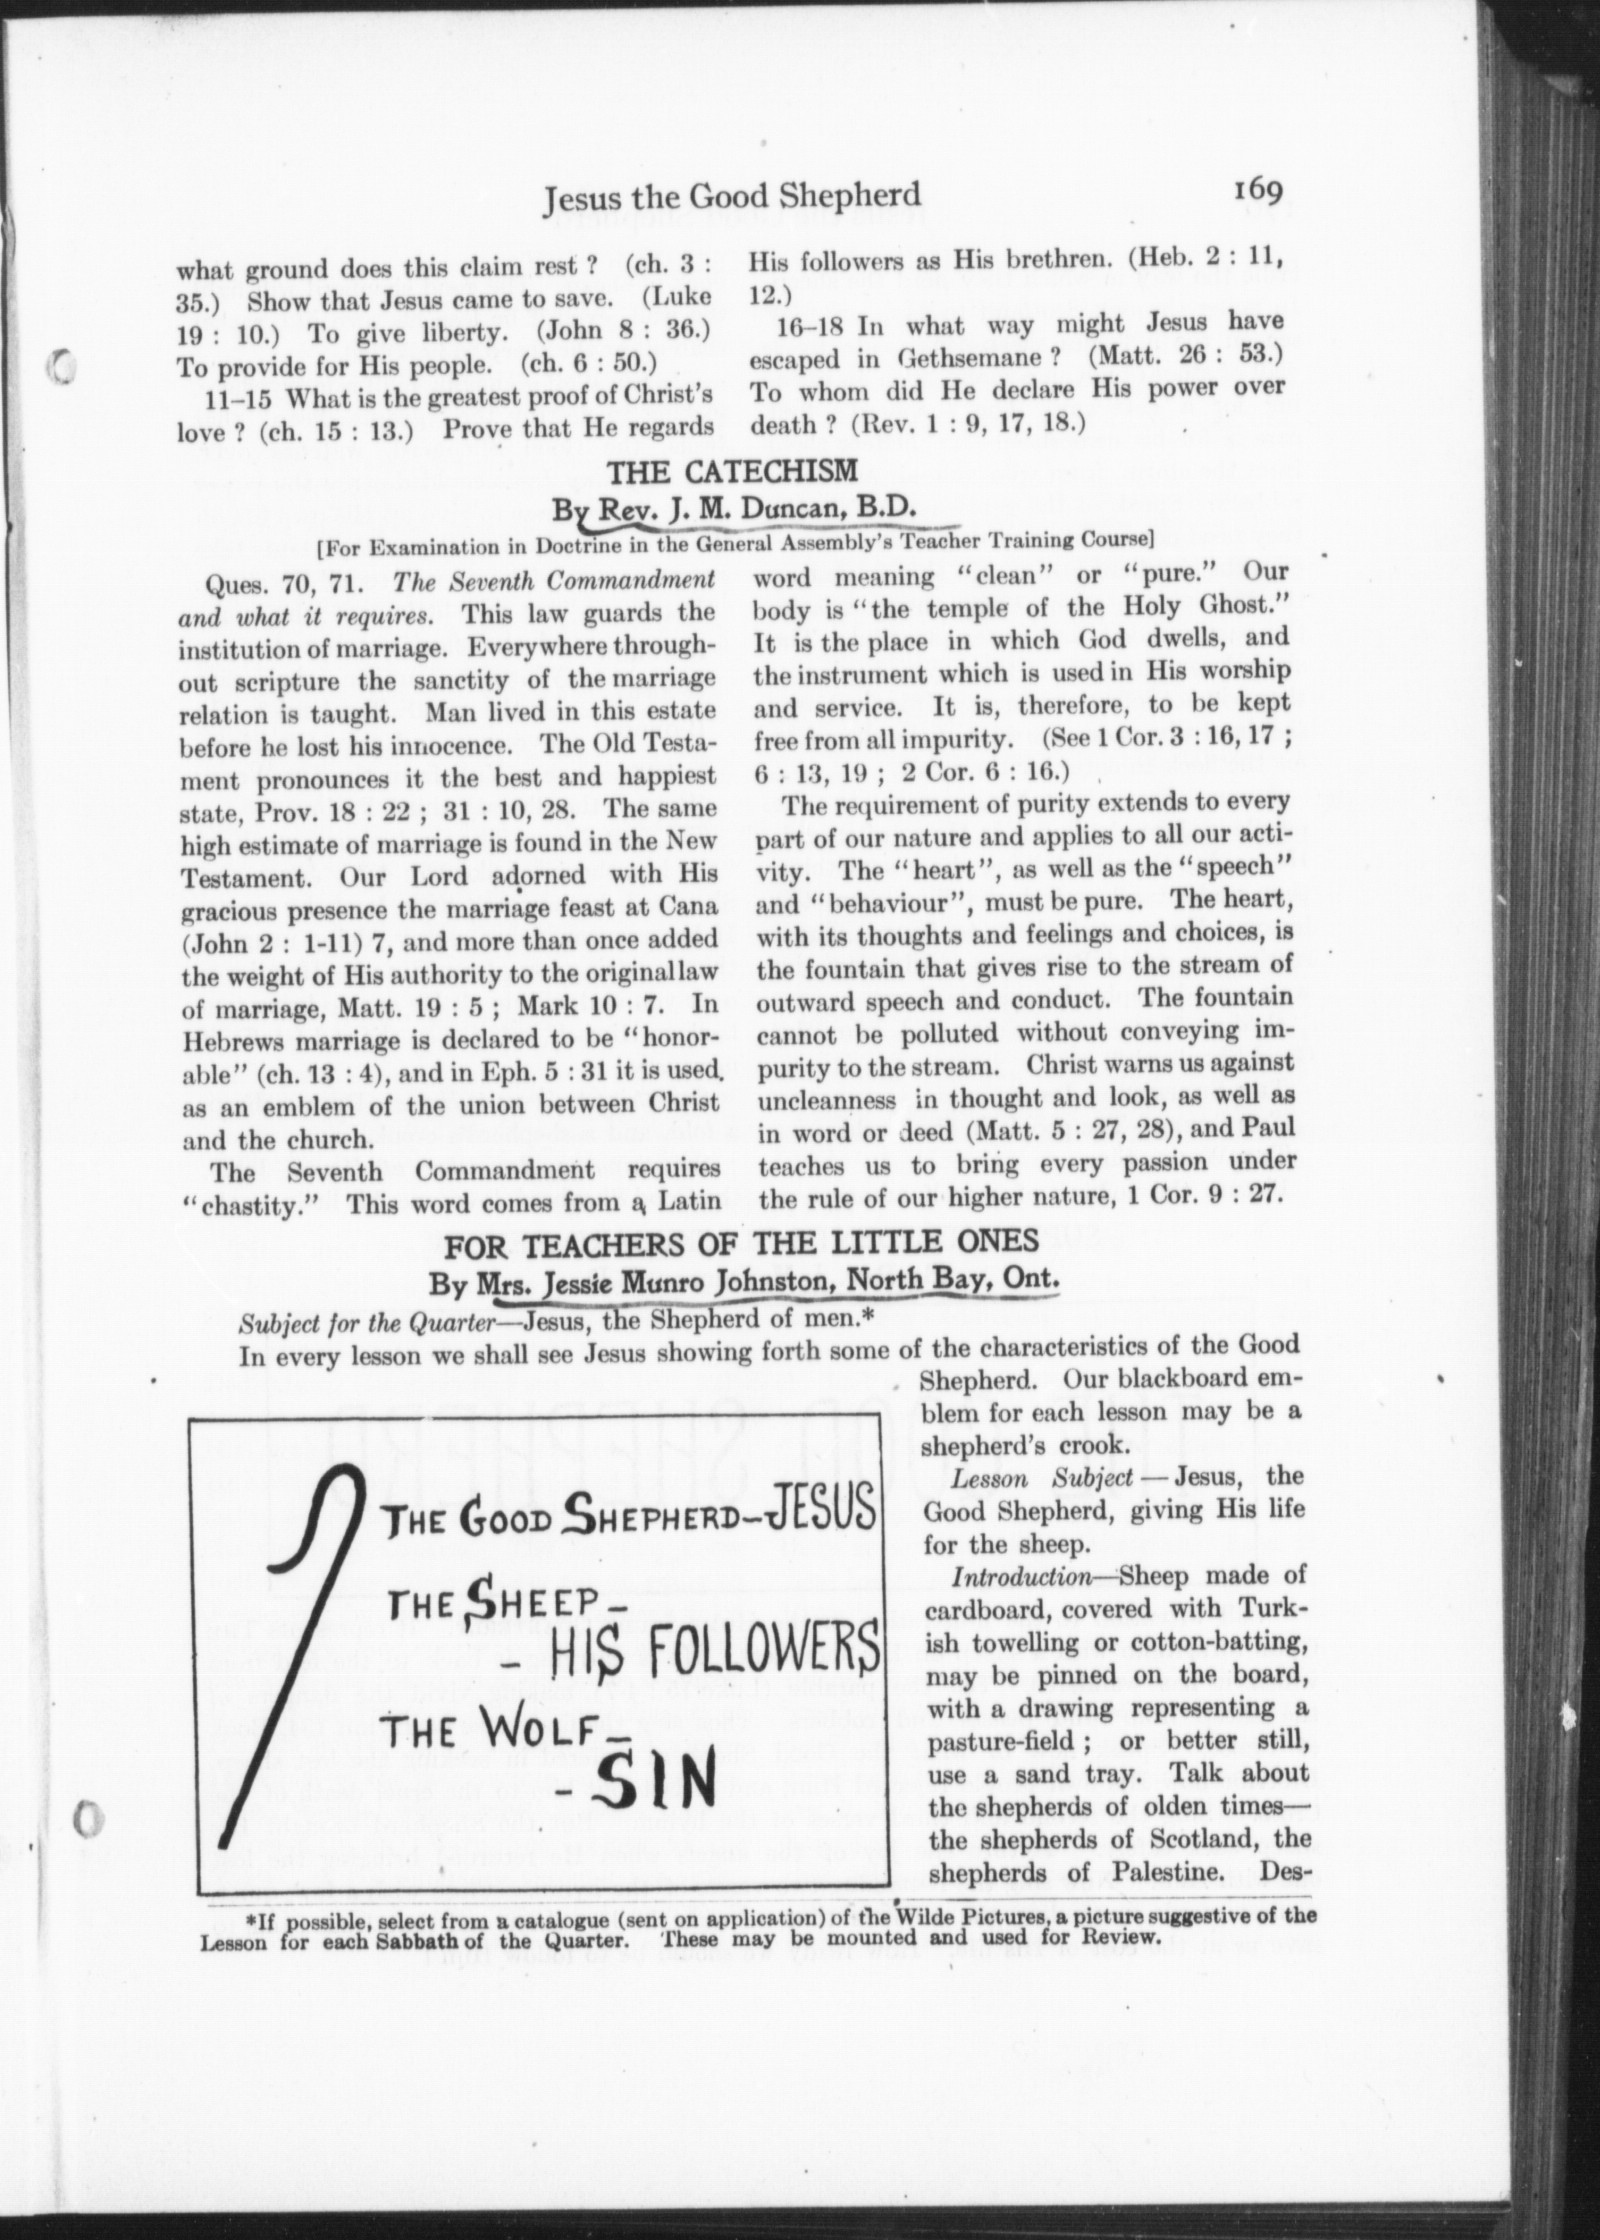 Jesus the Good Shepherd
169
what ground does this claim rest ? (ch. 3 :
35.) Show that Jesus came to save. (Luke
19 : 10.) To give liberty. (John 8 : 36.)
To provide for His people. (ch. 6 : 50.)
11–15 What is the greatest proof of Christ's
love ? (ch. 15 : 13.) Prove that He regards
His followers as His brethren. (Heb. 2 : 11,
12.)
16–18 In what way might Jesus have
escaped in Gethsemane ? (Matt. 26 : 53.)
To whom did He declare His power over
death ? (Rev. 1 : 9, 17, 18.)
THE CATECHISM
By Rev. J. M. Duncan, B.D.
[For Examination in Doctrine in the General Assembly's Teacher Training Course]
Ques. 70, 71. The Seventh Commandment
and what it requires. This law guards the
institution of marriage. Everywhere through-
out scripture the sanctity of the marriage
relation is taught. Man lived in this estate
before he lost his innocence. The Old Testa-
ment pronounces it the best and happiest
state, Prov. 18 : 22 ; 31 : 10, 28. The same
high estimate of marriage is found in the New
Testament. Our Lord adorned with His
gracious presence the marriage feast at Cana
(John 2 : 1-11) 7, and more than once added
the weight of His authority to the original law
of marriage, Matt. 19 : 5 ; Mark 10 : 7. In
Hebrews marriage is declared to be "honor-
able" (ch. 13 : 4), and in Eph. 5 : 31 it is used.
as an emblem of the union between Christ
and the church.
The Seventh Commandment requires
"chastity." This word comes from a Latin
word meaning "clean" or "pure." Our
body is "the temple of the Holy Ghost."
It is the place in which God dwells, and
the instrument which is used in His worship
and service. It is, therefore, to be kept
free from all impurity. (See 1 Cor. 3 : 16, 17 ;
6 : 13, 19 ; 2 Cor. 6 : 16.)
The requirement of purity extends to every
part of our nature and applies to all our acti-
vity. The "heart", as well as the "speech"
and "behaviour", must be pure. The heart,
with its thoughts and feelings and choices, is
the fountain that gives rise to the stream of
outward speech and conduct. The fountain
cannot be polluted without conveying im-
purity to the stream. Christ warns us against
uncleanness in thought and look, as well as
in word or deed (Matt. 5 : 27, 28), and Paul
teaches us to bring every passion under
the rule of our higher nature, 1 Cor. 9 : 27.
FOR TEACHERS OF THE LITTLE ONES
By Mrs. Jessie Munro Johnston, North Bay, Ont.
Subject for the Quarter—Jesus, the Shepherd of men.*
In every lesson we shall see Jesus showing forth some of the characteristics of the Good
Shepherd. Our blackboard em-
blem for each lesson may be a
shepherd's crook.
Lesson Subject — Jesus, the
Good Shepherd, giving His life
for the sheep.
Introduction—Sheep made of
cardboard, covered with Turk-
ish towelling or cotton-batting,
may be pinned on the board,
with a drawing representing a
pasture-field ; or better still,
use a sand tray. Talk about
the shepherds of olden times—
the shepherds of Scotland, the
shepherds of Palestine. Des-
THE GOOD SHEPHERD–JESUS
THE SHEEP –
– HIS FOLLOWERS
THE WOLF –
– SIN
*If possible, select from a catalogue (sent on application) of the Wilde Pictures, a picture suggestive of the
Lesson for each Sabbath of the Quarter. These may be mounted and used for Review.